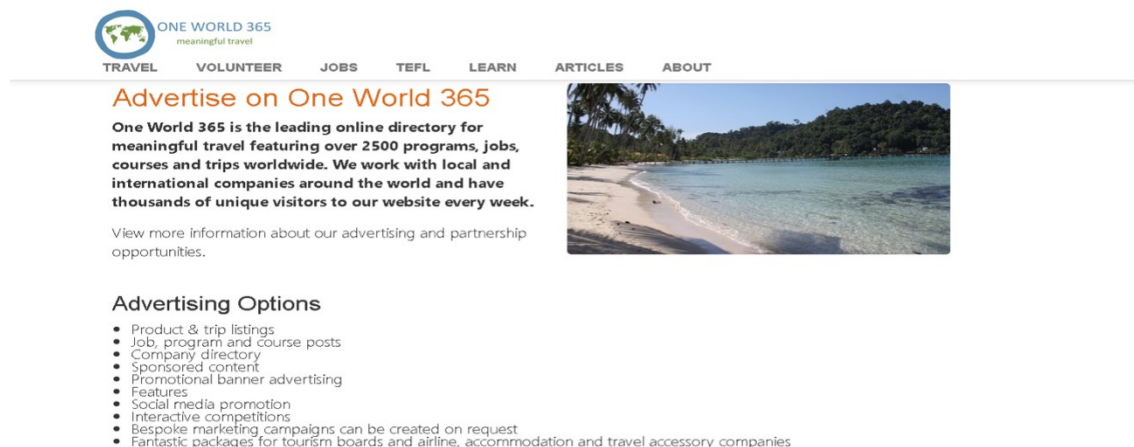 ONE WORLD 365
meaningful travel
TRAVEL VOLUNTEER JOBS TEFL LEARN ARTICLES ABOUT
Advertise on One World 365
One World 365 is the leading online directory for
meaningful travel featuring over 2500 programs, jobs,
courses and trips worldwide. We work with local and
international companies around the world and have
thousands of unique visitors to our website every week.
View more information about our advertising and partnership
opportunities.
Advertising Options
• Product & trip listings
• Job, program and course posts
• Company directory
• Sponsored content
• Promotional banner advertising
• Features
• Social media promotion
• Interactive competitions
• Bespoke marketing campaigns can be created on request
• Fantastic packages for tourism boards and airline, accommodation and travel accessory companies